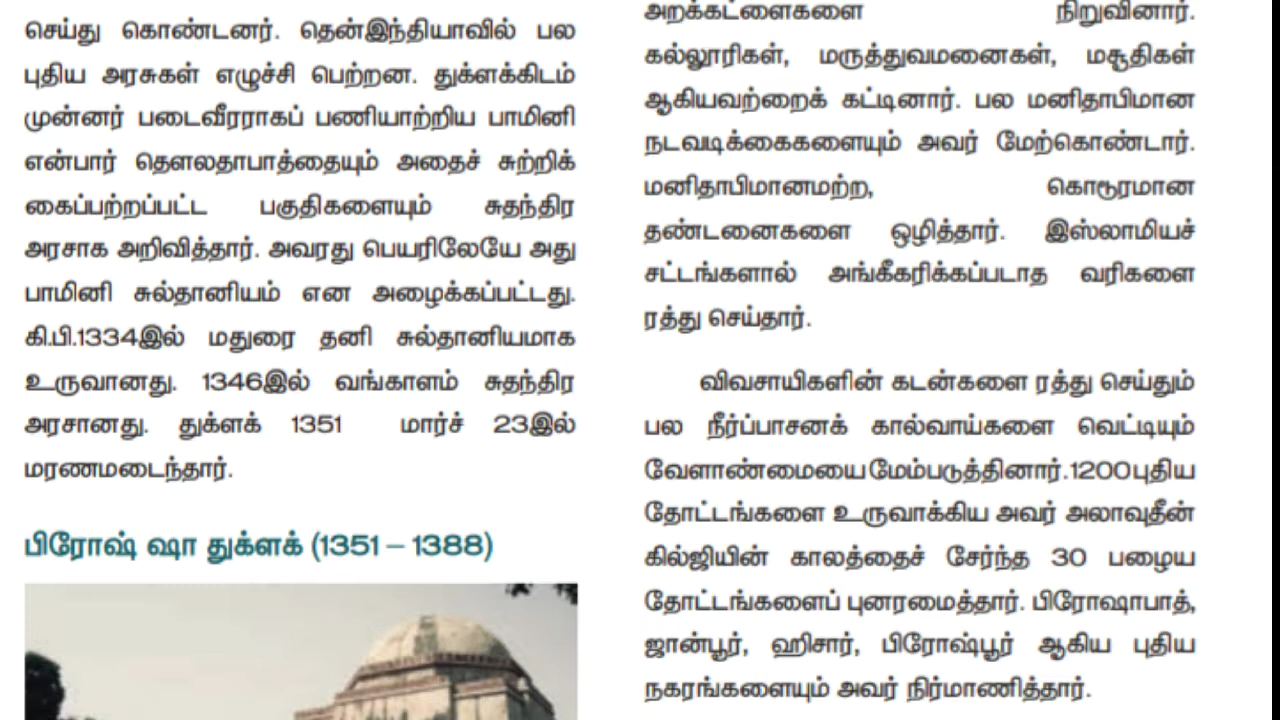 செய்து கொண்டனர். தென்இந்தியாவில் பல
புதிய அரசுகள் எழுச்சி பெற்றன. துக்ளக்கிடம்
முன்னர் படைவீரராகப் பணியாற்றிய பாமினி
என்பார் தௌலதாபாத்தையும் அதைச் சுற்றிக்
கைப்பற்றப்பட்ட பகுதிகளையும் சுதந்திர
அரசாக அறிவித்தார். அவரது பெயரிலேயே அது
பாமினி சுல்தானியம் என அழைக்கப்பட்டது.
கி.பி.1334இல் மதுரை தனி சுல்தானியமாக
உருவானது. 1346இல் வங்காளம் சுதந்திர
அரசானது. துக்ளக் 1351 மார்ச் 23இல்
மரணமடைந்தார்.
பிரோஷ் ஷா துக்ளக் (1351 – 1388)
அறக்கட்ளைகளை நிறுவினார்.
கல்லூரிகள், மருத்துவமனைகள், மசூதிகள்
ஆகியவற்றைக் கட்டினார். பல மனிதாபிமான
நடவடிக்கைகளையும் அவர் மேற்கொண்டார்.
மனிதாபிமானமற்ற, கொடூரமான
தண்டனைகளை ஒழித்தார். இஸ்லாமியச்
சட்டங்களால் அங்கீகரிக்கப்படாத வரிகளை
ரத்து செய்தார்.
விவசாயிகளின் கடன்களை ரத்து செய்தும்
பல நீர்ப்பாசனக் கால்வாய்களை வெட்டியும்
வேளாண்மையை மேம்படுத்தினார். 1200 புதிய
தோட்டங்களை உருவாக்கிய அவர் அலாவுதீன்
கில்ஜியின் காலத்தைச் சேர்ந்த 30 பழைய
தோட்டங்களைப் புனரமைத்தார். பிரோஷாபாத்,
ஜான்பூர், ஹிசார், பிரோஷ்பூர் ஆகிய புதிய
நகரங்களையும் அவர் நிர்மாணித்தார்.